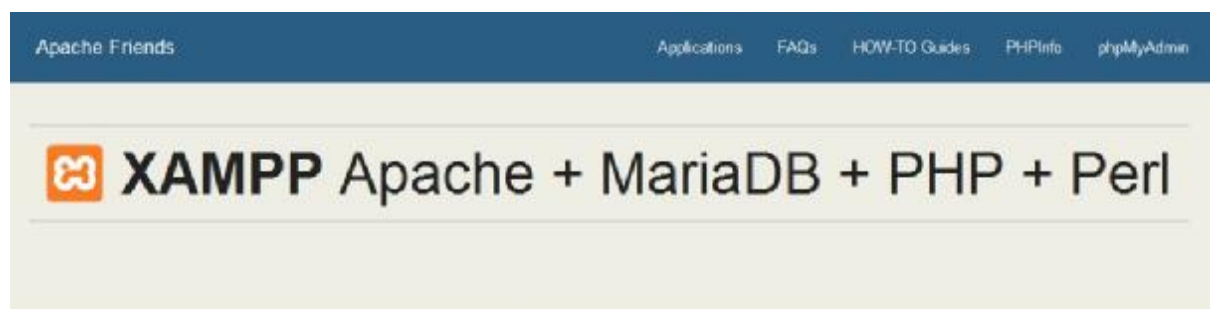 Apache Friends Applications FAQs HOW-TO Guides PHPInfo phpMyAdmin
XAMPP Apache + MariaDB + PHP + Perl